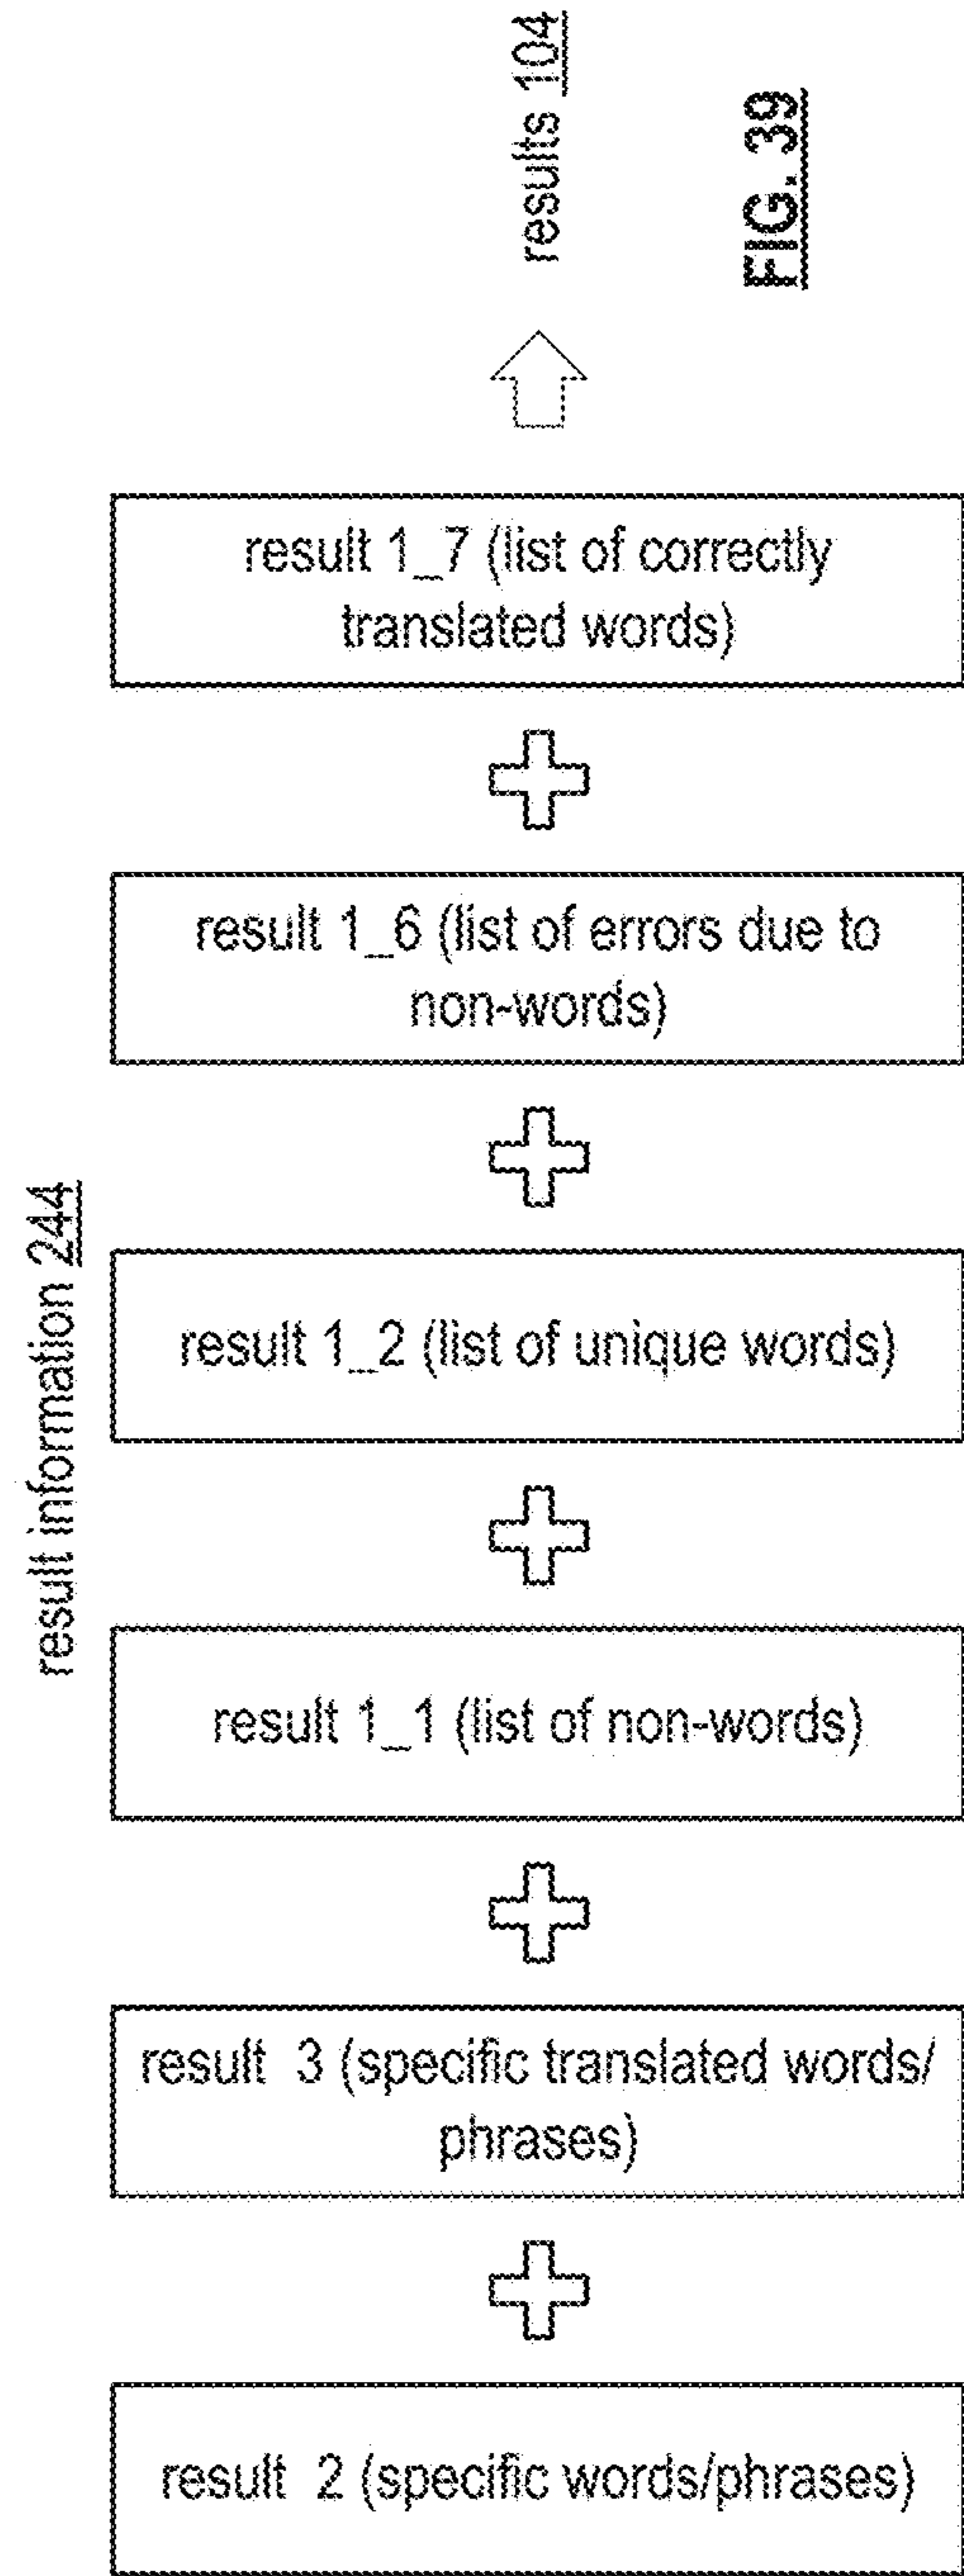 result information 244
result 1_7 (list of correctly
translated words)
result 1_6 (list of errors due to
non-words)
result 1_2 (list of unique words)
result 1_1 (list of non-words)
result  3 (specific translated words/
phrases)
result  2 (specific words/phrases)
results 104
FIG. 39